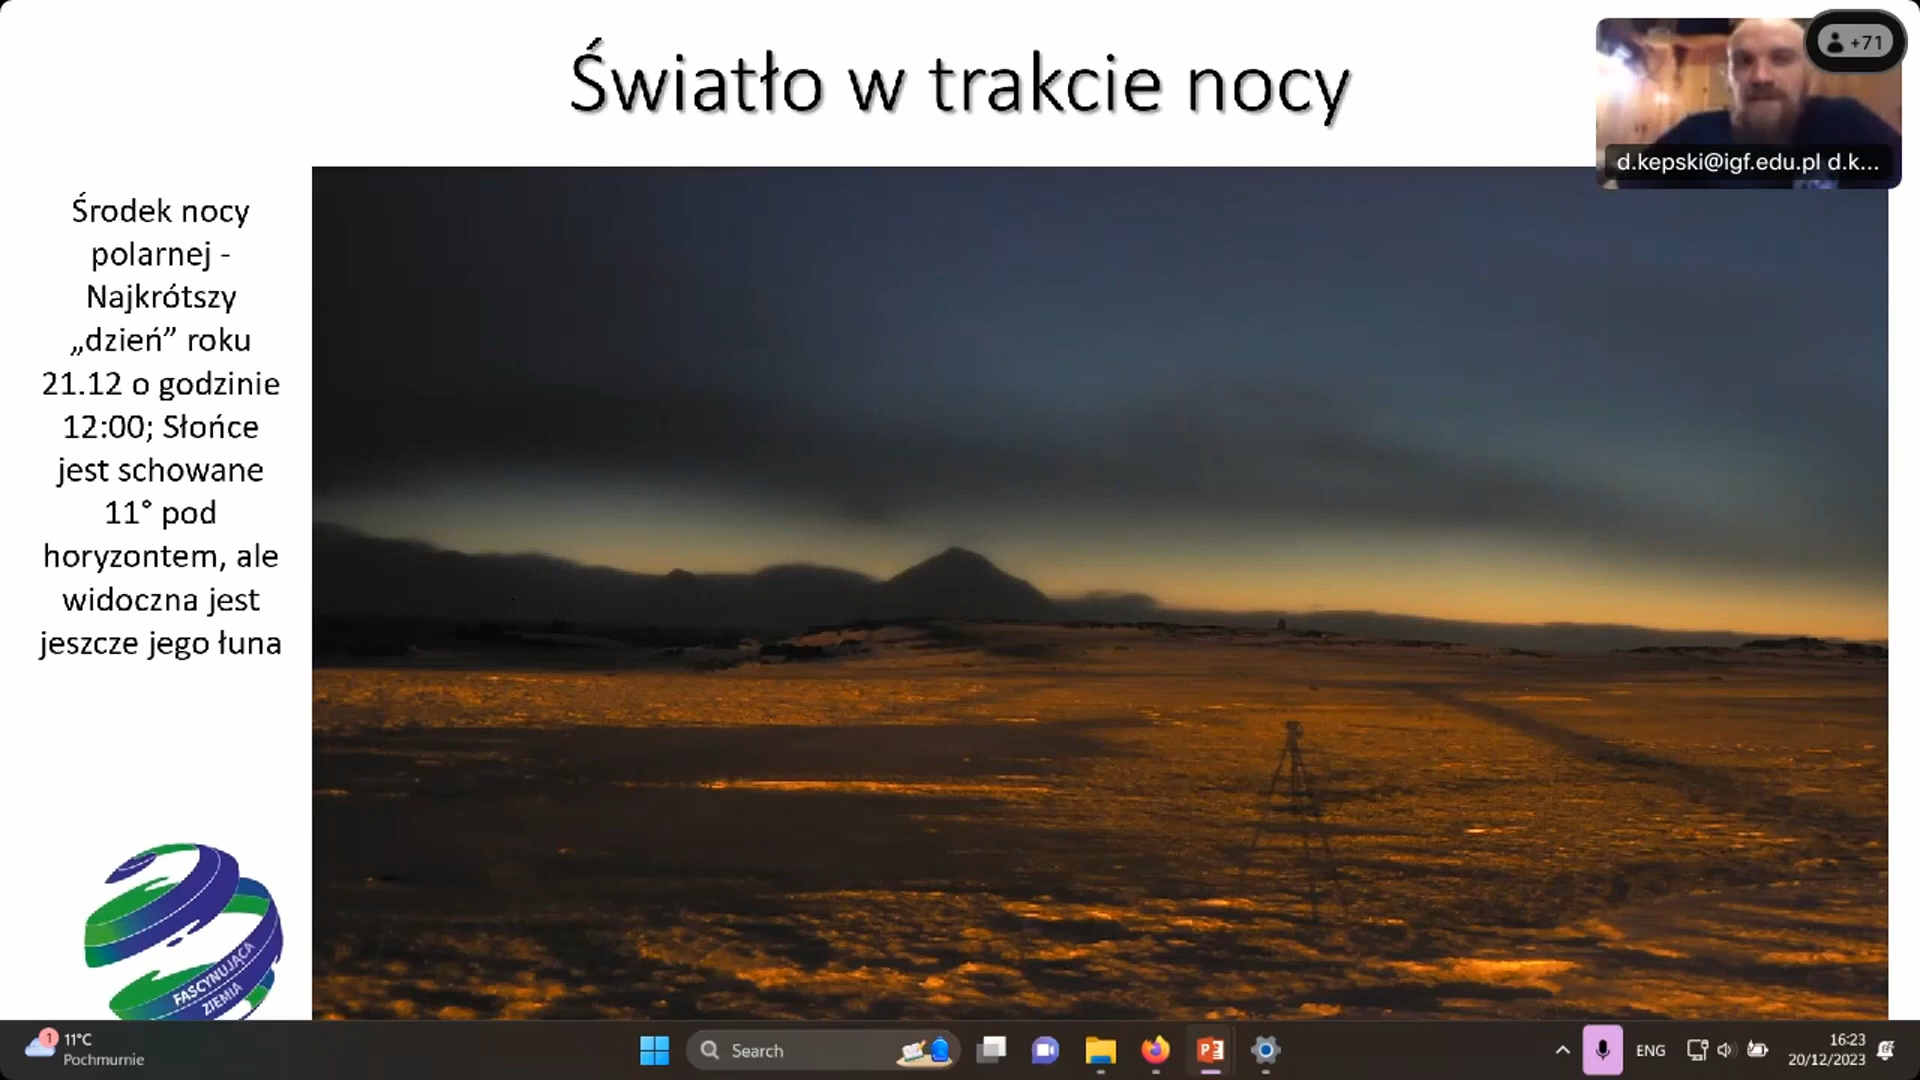 Światło w trakcie nocy
+71
d.kepski@igf.edu.pl d.k...
Środek nocy
polarnej -
Najkrótszy
„dzień” roku
21.12 o godzinie
12:00; Słońce
jest schowane
11° pod
horyzontem, ale
widoczna jest
jeszcze jego łuna
FASCYNUJĄCA
ZIEMIA
1
11°C
Pochmurnie
Search
ENG
16:23
20/12/2023